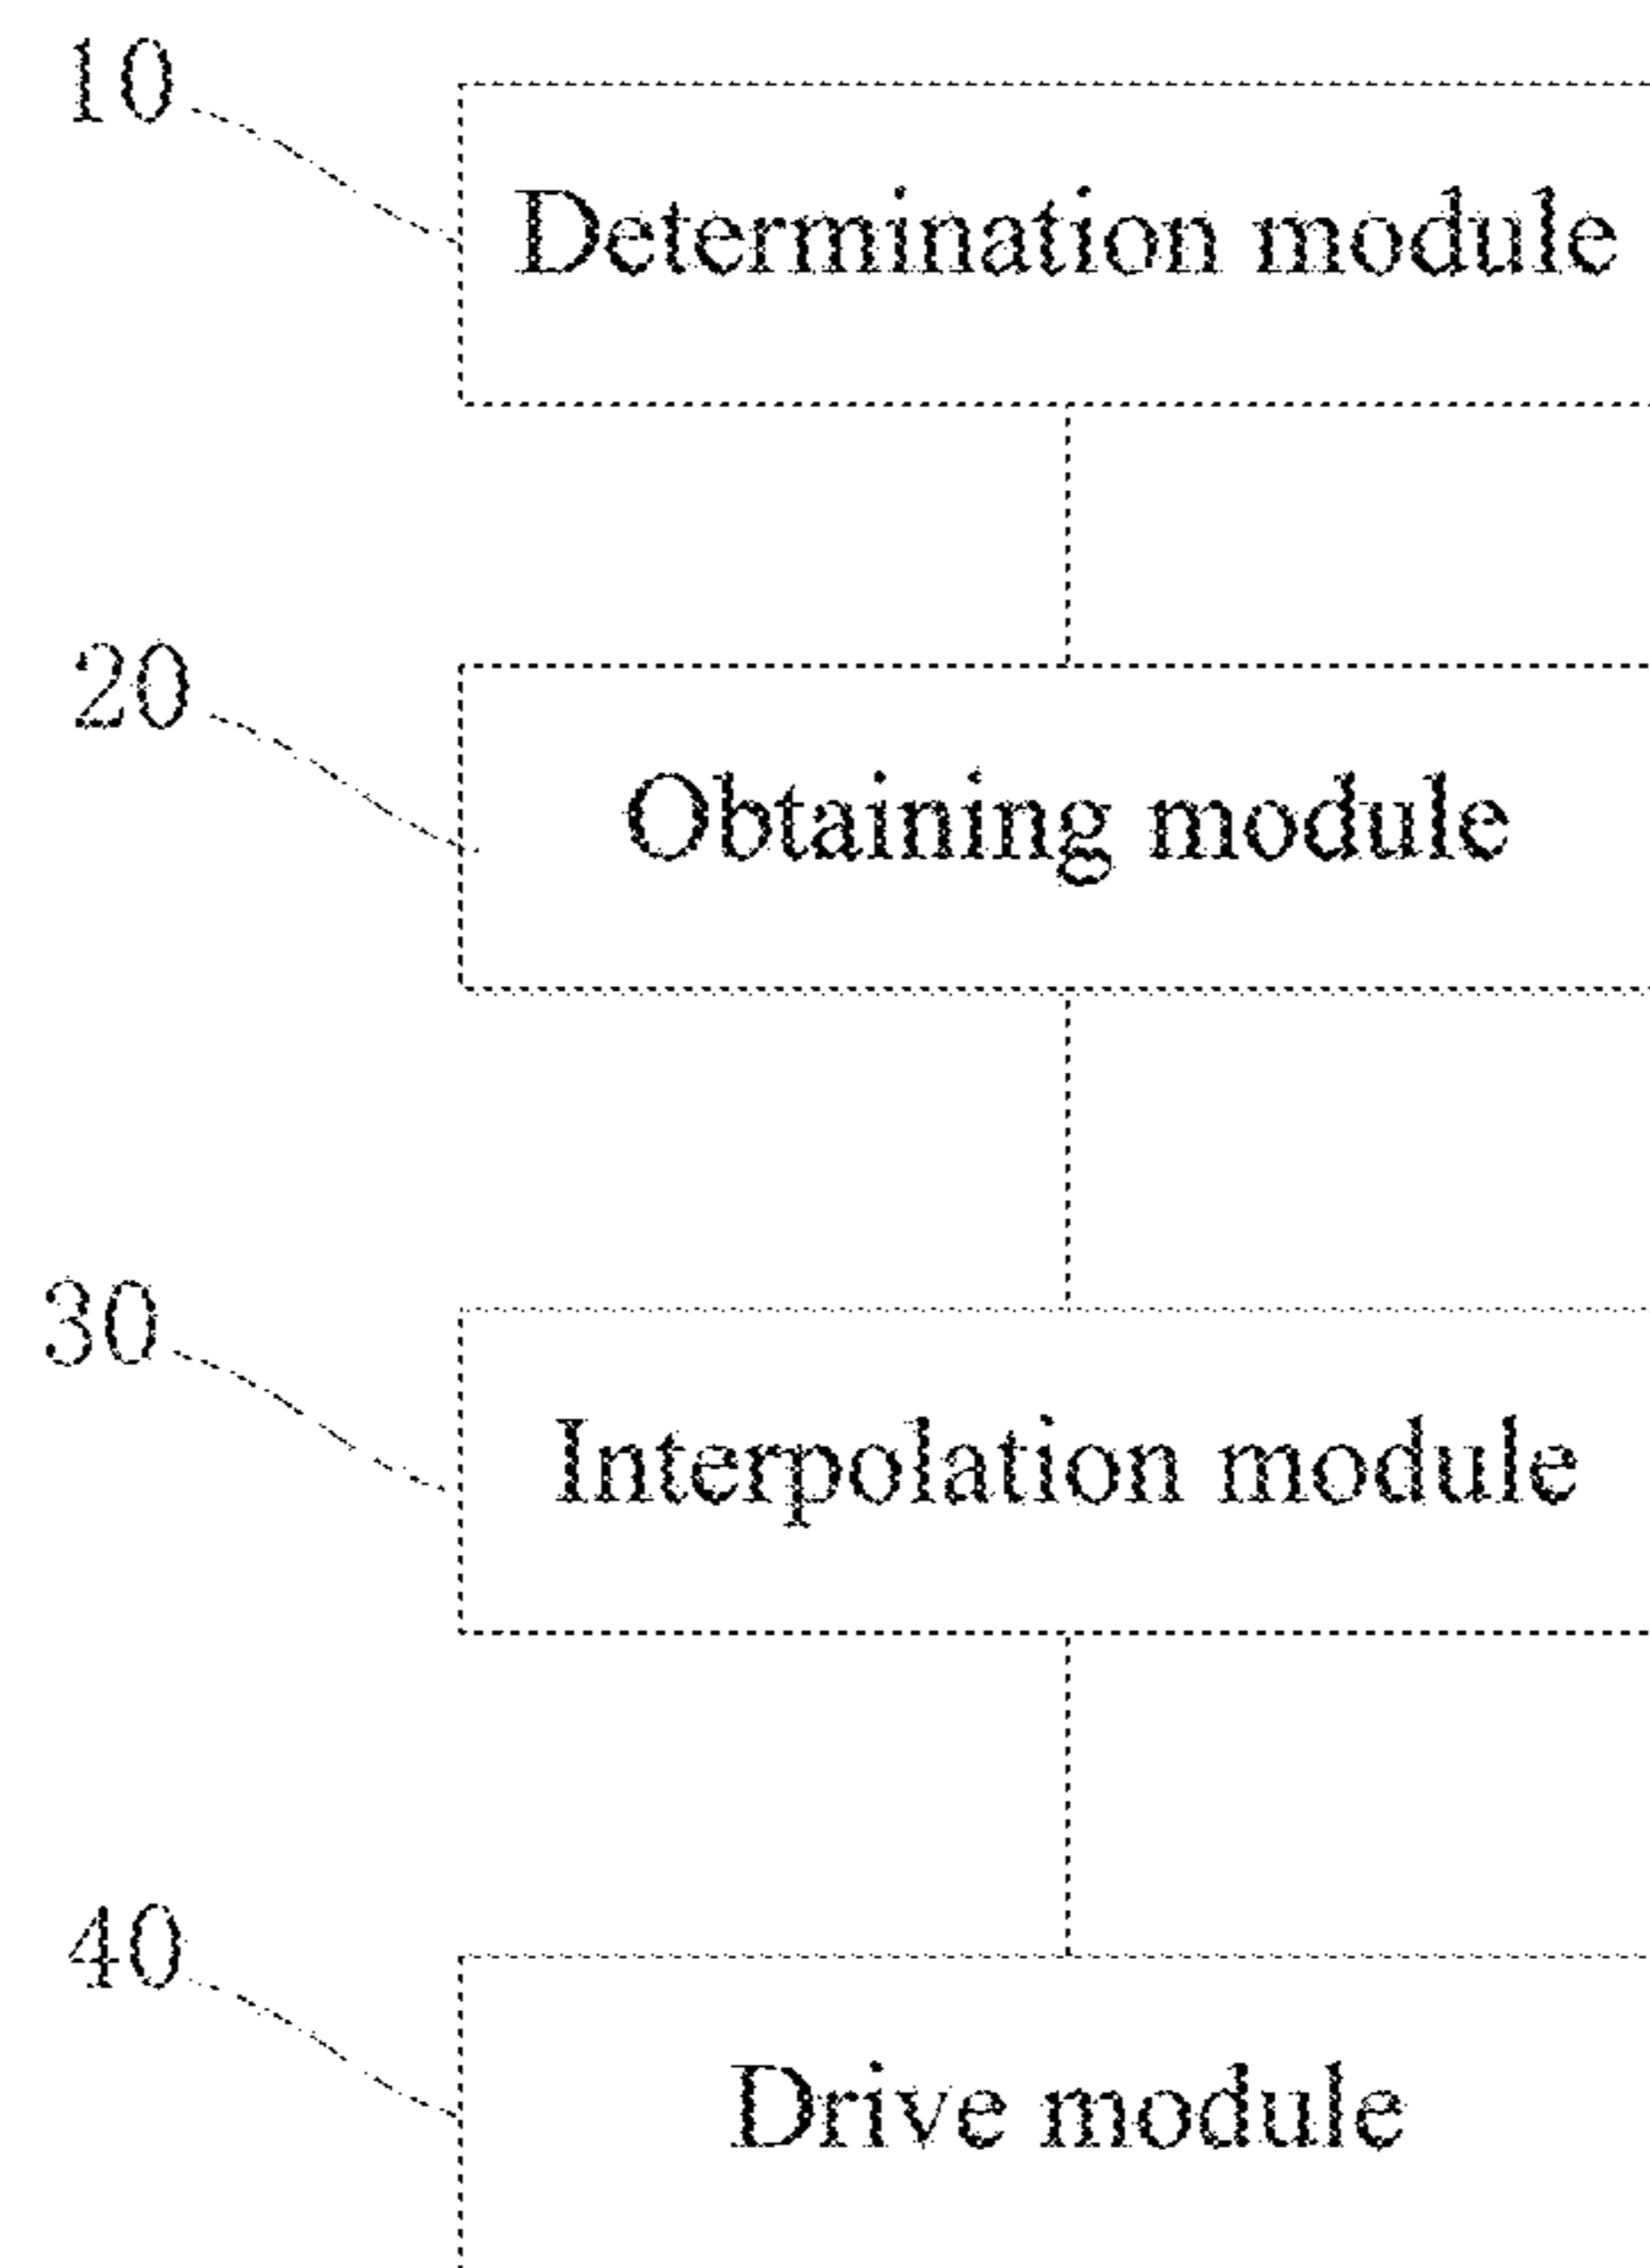 10
Determination module
20
Obtaining module
30
Interpolation module
40
Drive module